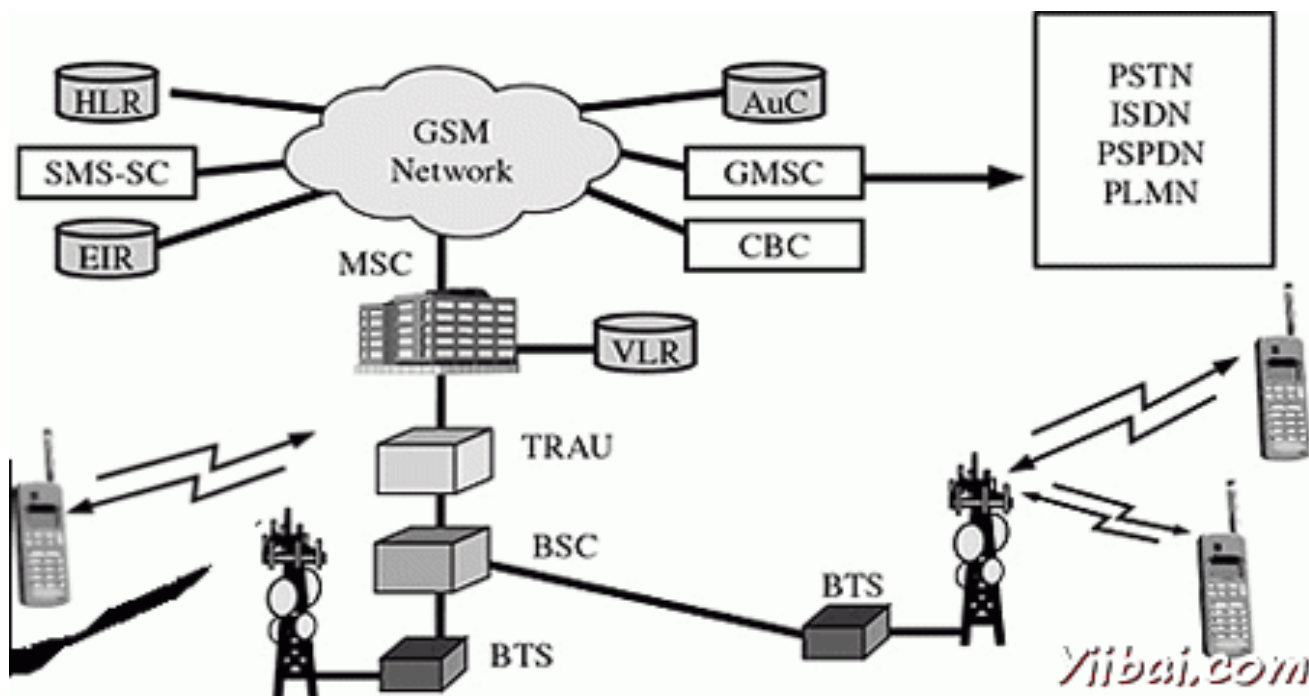 HLR
SMS-SC
EIR
GSM
Network
AuC
GMSC
CBC
PSTN
ISDN
PSPDN
PLMN
MSC
VLR
TRAU
BSC
BTS
BTS
Yiibai.com